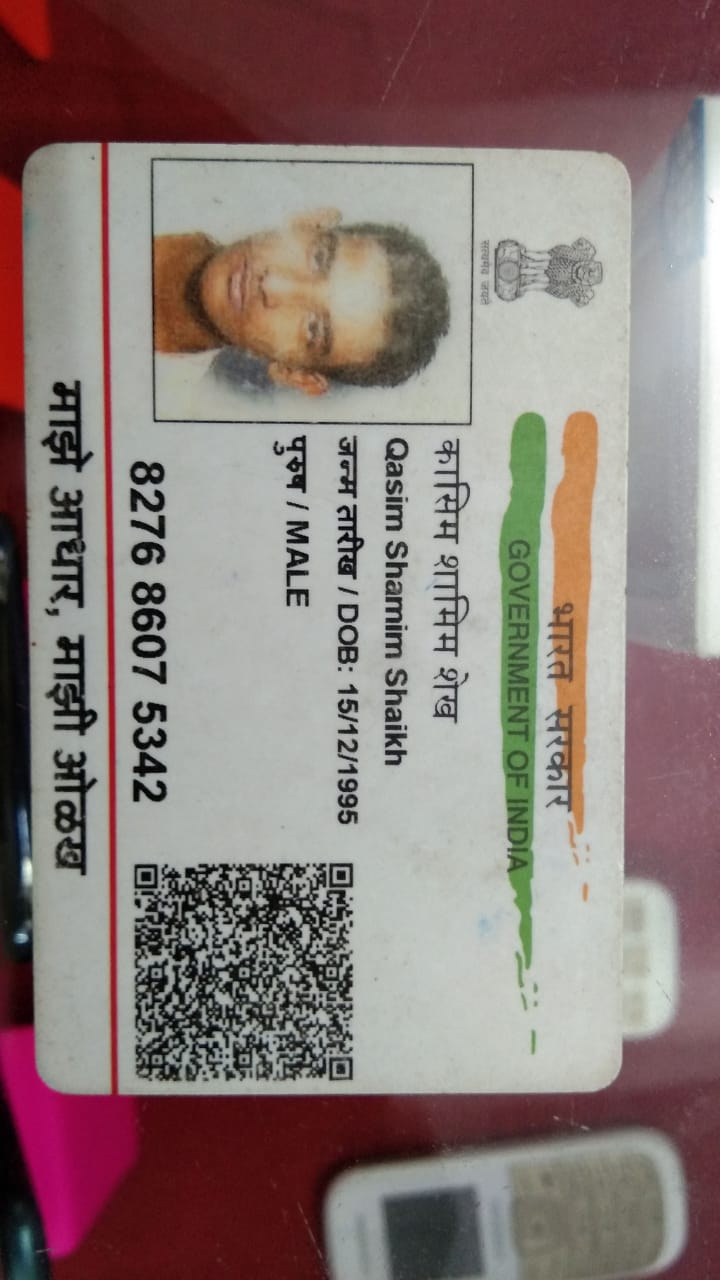 भारत सरकार
GOVERNMENT OF INDIA
सत्यमेव जयते
कासिम शामिम शेख
Qasim Shamim Shaikh
जन्म तारीख / DOB: 15/12/1995
पुरुष / MALE
8276 8607 5342
माझे आधार, माझी ओळख